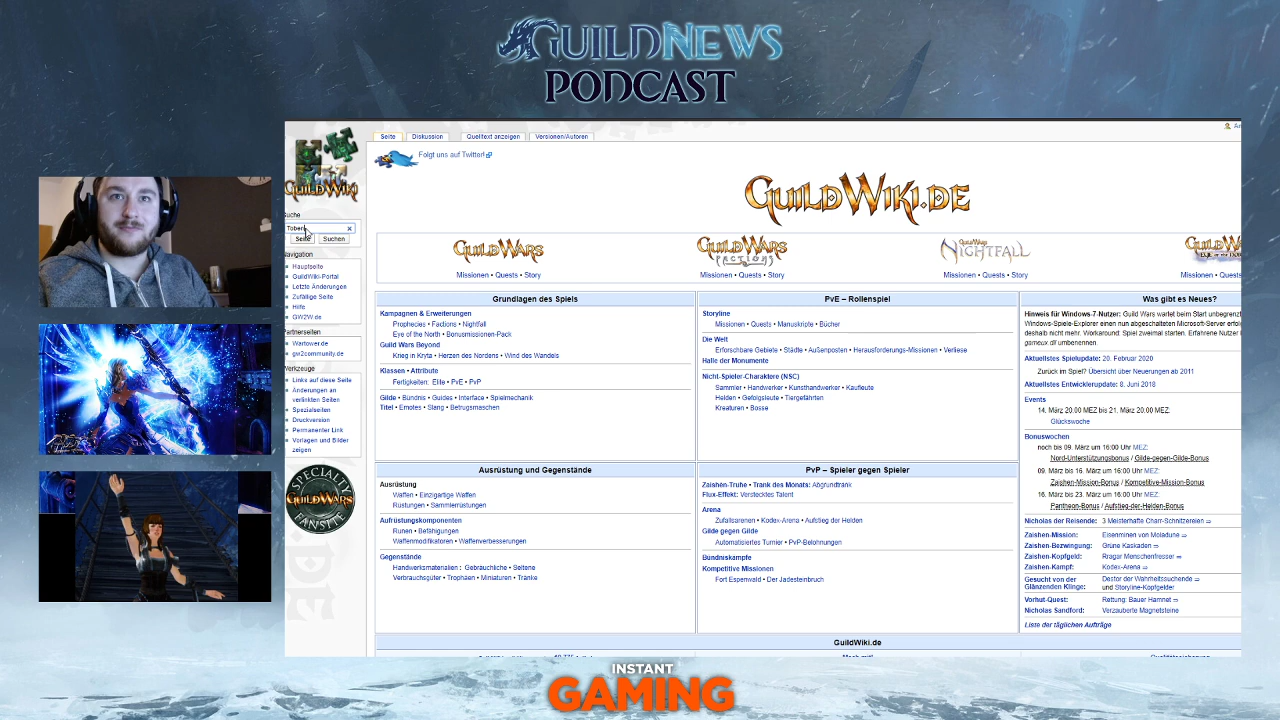 GUILDNEWS
PODCAST
Seite Diskussion Quelltext anzeigen Versionen/Autoren
Folgt uns auf Twitter!
GUILDWIKI
GUILDWIKI.DE
Suche
Seite Suchen
Navigation
Hauptseite
GuildWiki-Portal
Letzte Änderungen
Zufällige Seite
Hilfe
GW2W.de
Partnerseiten
Wartower.de
gw2community.de
Werkzeuge
Links auf diese Seite
Änderungen an
verlinkten Seiten
Spezialseiten
Druckversion
Permanenter Link
Vorlagen und Bilder
zeigen
SPECIALTY
GUILDWARS
FANSITE
GUILDWARS
Missionen • Quests • Story
GUILDWARS
FACTIONS
Missionen • Quests • Story
GUILDWARS
NIGHTFALL
Missionen • Quests • Story
Missionen • Quests
Grundlagen des Spiels
Kampagnen & Erweiterungen
Prophecies • Factions • Nightfall
Eye of the North • Bonusmissionen-Pack
Guild Wars Beyond
Krieg in Kryta • Herzen des Nordens • Wind des Wandels
Klassen • Attribute
Fertigkeiten: Elite • PvE • PvP
Gilde • Bündnis • Guides • Interface • Spielmechanik
Titel • Emotes • Slang • Betrugsmaschen
PvE – Rollenspiel
Storyline
Missionen • Quests • Manuskripte • Bücher
Die Welt
Erforschbare Gebiete • Städte • Außenposten • Herausforderungs-Missionen • Verliese
Halle der Monumente
Nicht-Spieler-Charaktere (NSC)
Sammler • Handwerker • Kunsthandwerker • Kaufleute
Helden • Gefolgsleute • Tiergefährten
Kreaturen • Bosse
Ausrüstung und Gegenstände
Ausrüstung
Waffen • Einzigartige Waffen
Rüstungen • Sammlerrüstungen
Aufrüstungskomponenten
Runen • Befähigungen
Waffenmodifikatoren • Waffenverbesserungen
Gegenstände
Handwerksmaterialien : Gebräuchliche • Seltene
Verbrauchsgüter • Trophäen • Miniaturen • Tränke
PvP – Spieler gegen Spieler
Zaishen-Truhe • Trank des Monats: Abgrundtrank
Flux-Effekt: Verstecktes Talent
Arena
Zufallsarenen • Kodex-Arena • Aufstieg der Helden
Gilde gegen Gilde
Automatisiertes Turnier • PvP-Belohnungen
Bündniskämpfe
Kompetitive Missionen
Fort Espenwald • Der Jadesteinbruch
Was gibt es Neues?
Hinweis für Windows-7-Nutzer: Guild Wars wartet beim Start
Windows-Spiele-Explorer einen nun abgeschalteten Microsoft-Server
deshalb nicht mehr. Workaround: Spiel zweimal starten. Erfahrene Nutzer
umbenennen.
Aktuellstes Spielupdate: 20. Februar 2020
Zurück im Spiel? Übersicht über Neuerungen ab 2011
Aktuellstes Entwicklerupdate: 8. Juni 2018
Events
14. März 20.00 MEZ bis 21. März 20.00 MEZ:
Glückswoche
Bonuswochen
noch bis 09. März um 16:00 Uhr MEZ:
Nord-Unterstützungsbonus / Gilde-gegen-Gilde-Bonus
09. März bis 16. März um 16:00 Uhr MEZ:
Zaishen-Mission-Bonus / Kompetitive-Mission-Bonus
16. März bis 23. März um 16:00 Uhr MEZ:
Pantheon-Bonus / Aufstieg-der-Helden-Bonus
Nicholas der Reisende: 3 Meisterhafte Charr-Schnitzereien ⇨
Zaishen-Mission: Eisenminen von Moladune ⇨
Zaishen-Bezwingung: Grüne Kaskaden ⇨
Zaishen-Kopfgeld: Rragar Menschenfresser ⇨
Zaishen-Kampf: Kodex-Arena ⇨
Gesucht von der Destor der Wahrheitssuchende ⇨
Glänzenden Klinge: und Storyline-Kopfgelder
Vorhut-Quest: Rettung: Bauer Hamnet ⇨
Nicholas Sandford: Verzauberte Magnetsteine
Liste der täglichen Aufträge
GuildWiki.de
INSTANT
GAMING